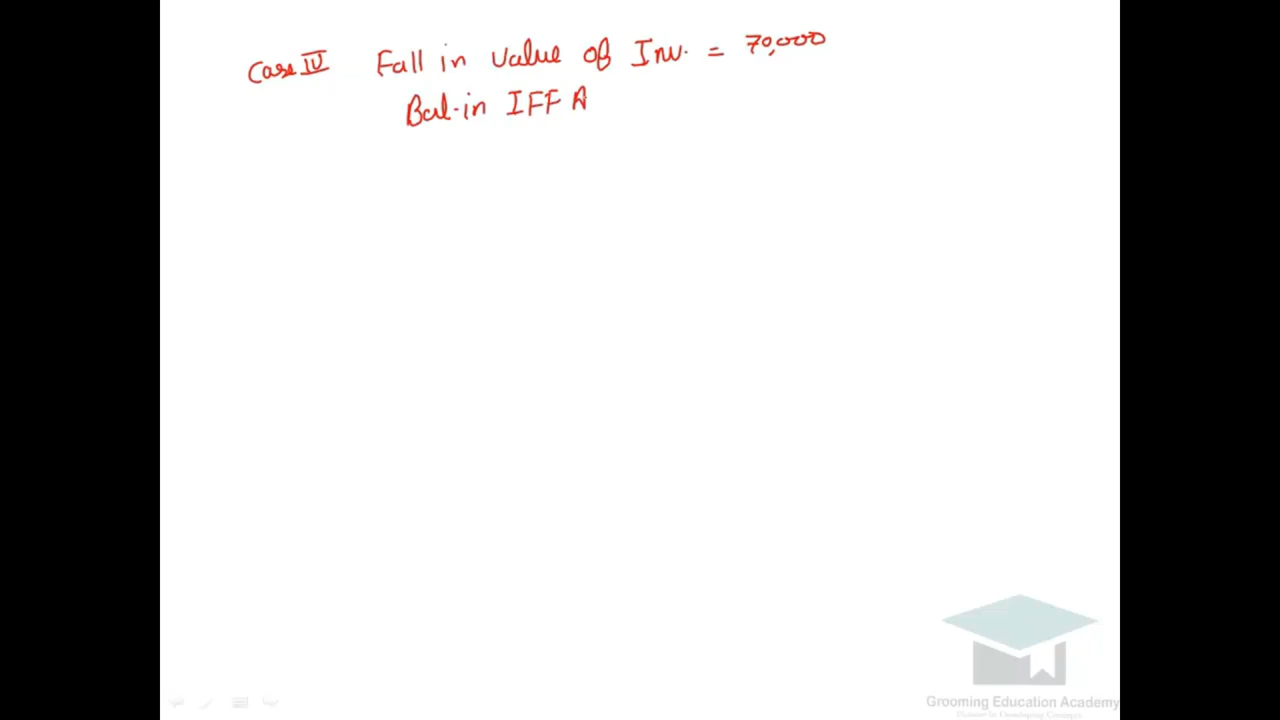 Case IV Fall in value of Inv. = 70,000
Bal. in IFF A
Grooming Education Academy